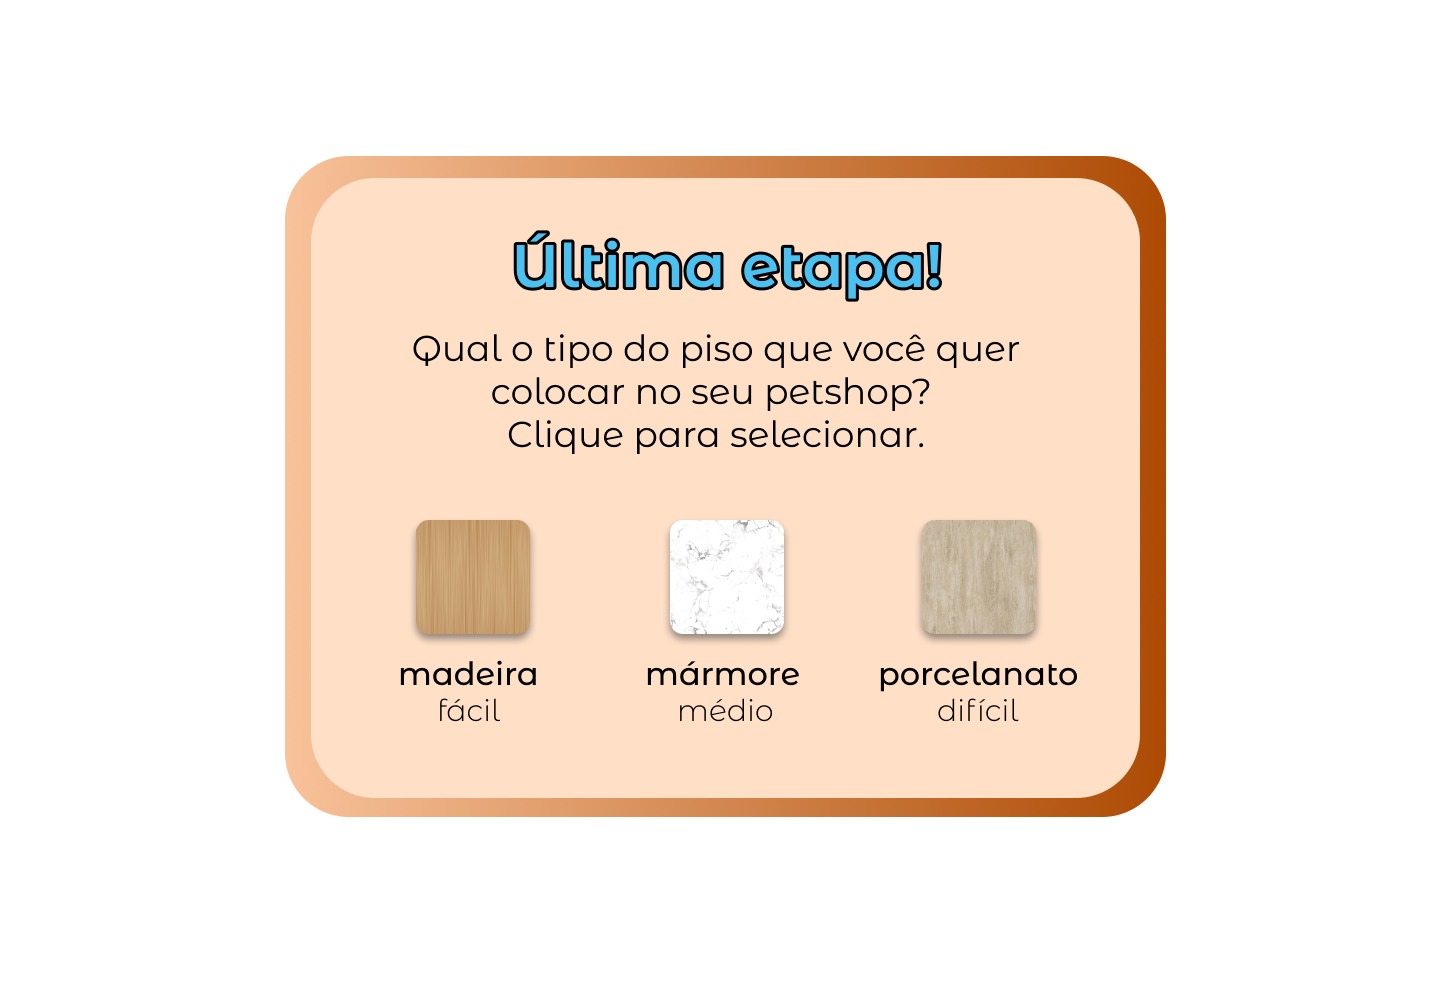 Última etapa!
Qual o tipo do piso que você quer
colocar no seu petshop?
Clique para selecionar.
madeira
fácil
mármore
médio
porcelanato
difícil